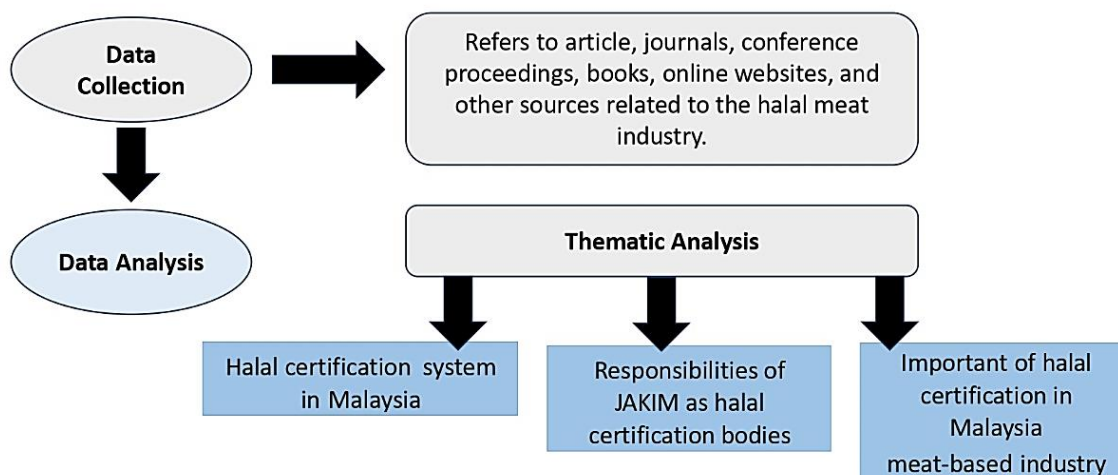 Data
Collection
Refers to article, journals, conference
proceedings, books, online websites, and
other sources related to the halal meat
industry.
Data Analysis
Thematic Analysis
Halal certification system
in Malaysia
Responsibilities of
JAKIM as halal
certification bodies
Important of halal
certification in
Malaysia
meat-based industry